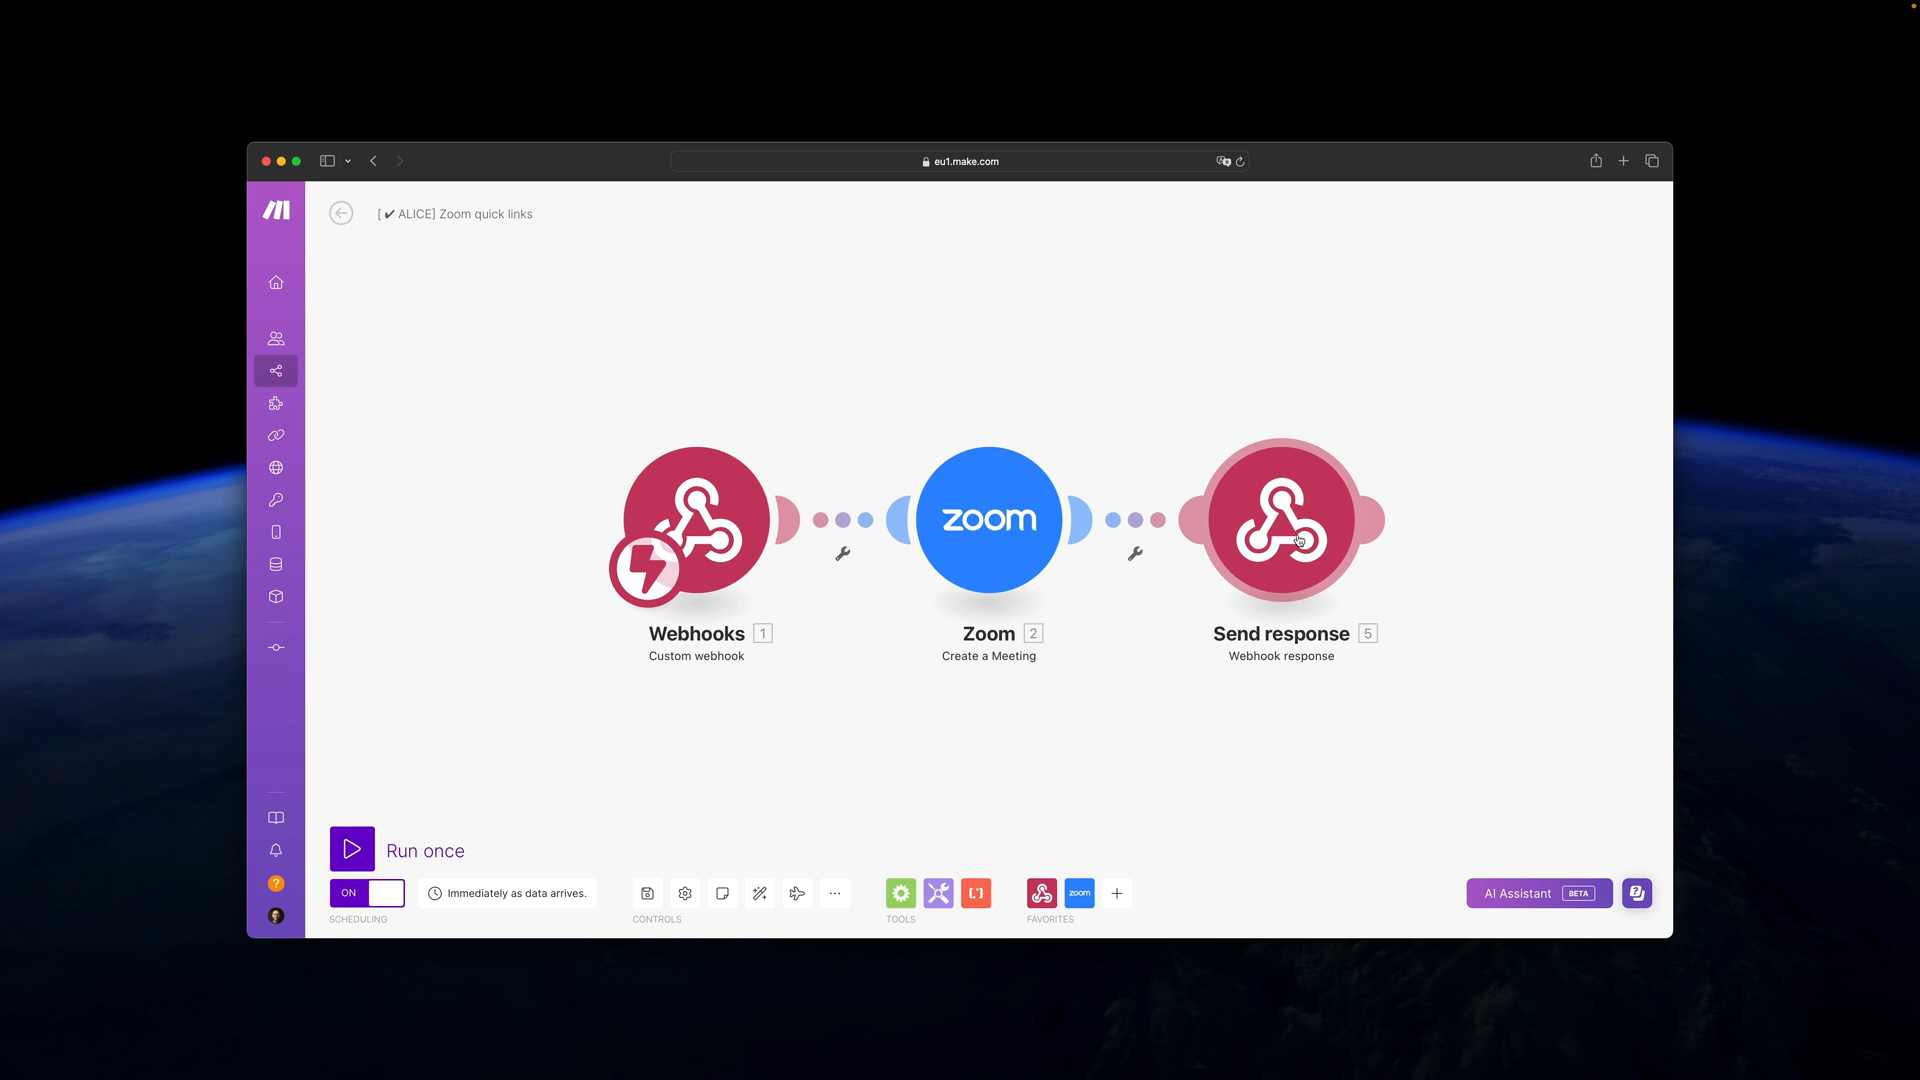 eu1.make.com
[ ✔ ALICE] Zoom quick links
zoom
Webhooks 1
Custom webhook
Zoom 2
Create a Meeting
Send response 5
Webhook response
Run once
ON
Immediately as data arrives.
SCHEDULING
CONTROLS
TOOLS
zoom
FAVORITES
AI Assistant BETA